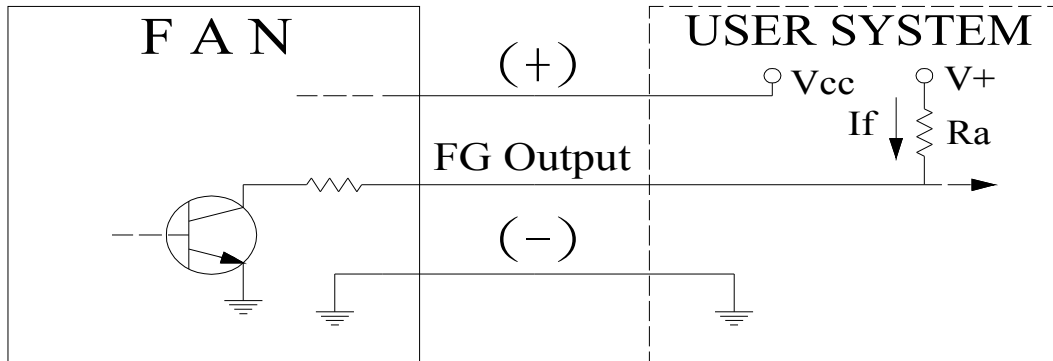 F A N
USER SYSTEM
(+)
Vcc
V+
If
Ra
FG Output
(-)